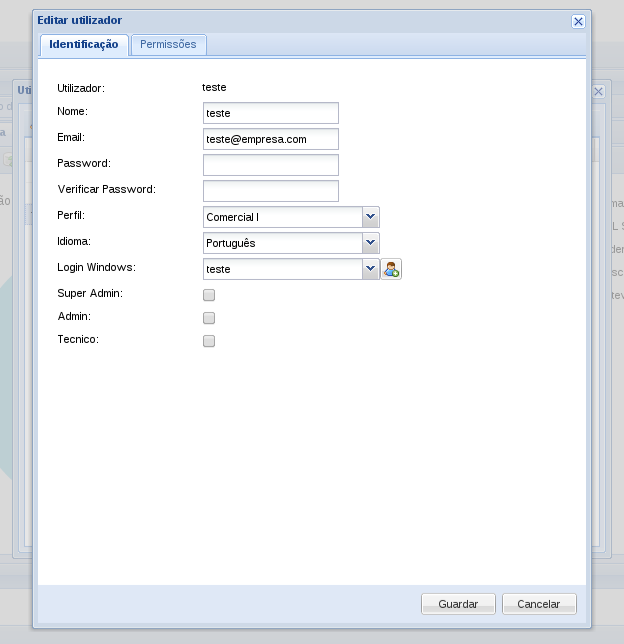 Editar utilizador
Identificação Permissões
Utilizador: teste
Nome: teste
Email: teste@empresa.com
Password:
Verificar Password:
Perfil: Comercial I
Idioma: Português
Login Windows: teste
Super Admin:
Admin:
Tecnico:
Guardar Cancelar